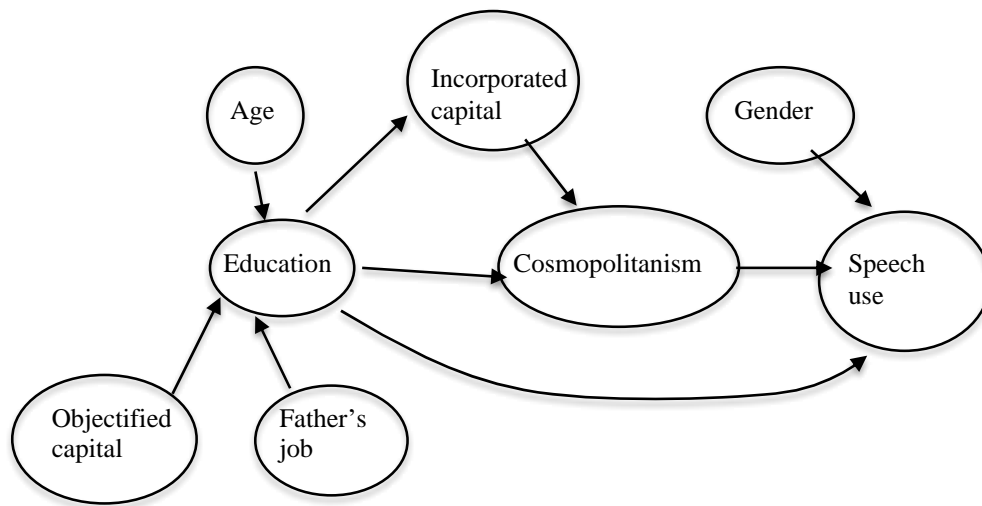 Incorporated
capital
Age
Gender
Education
Cosmopolitanism
Speech
use
Objectified
capital
Father’s
job